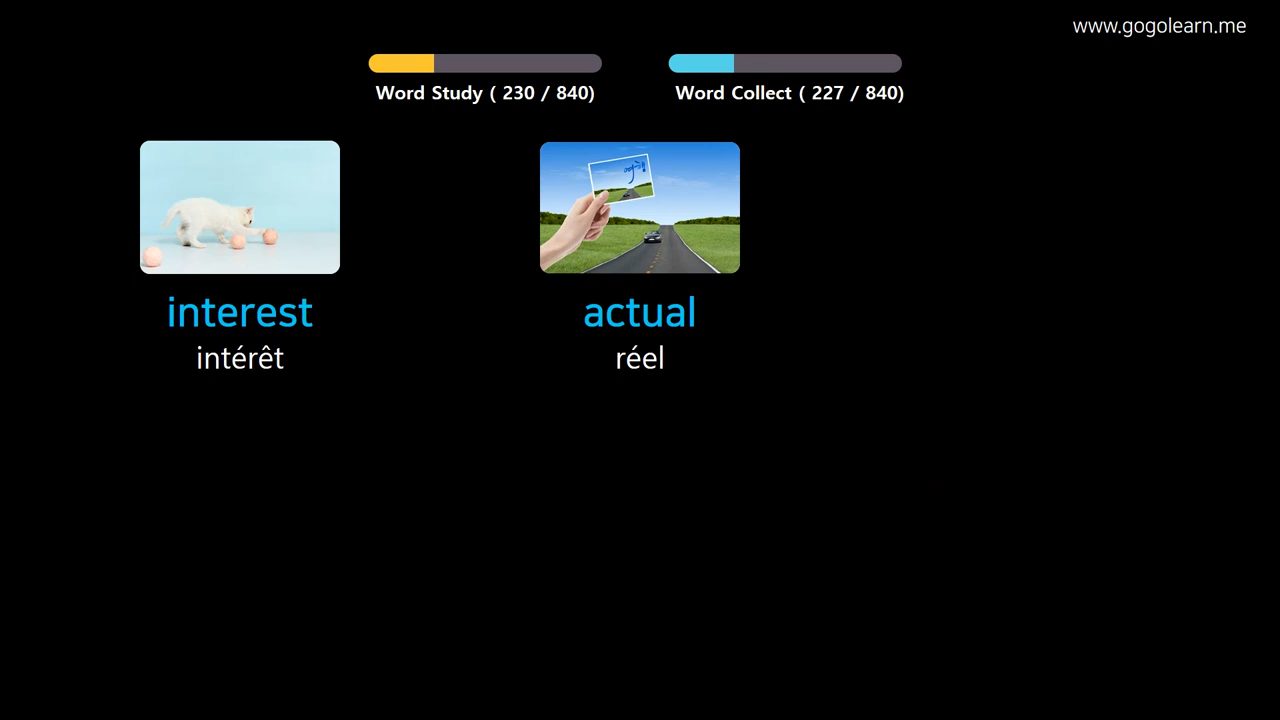 www.gogolearn.me
Word Study ( 230 / 840)
Word Collect ( 227 / 840)
interest
intérêt
actual
réel